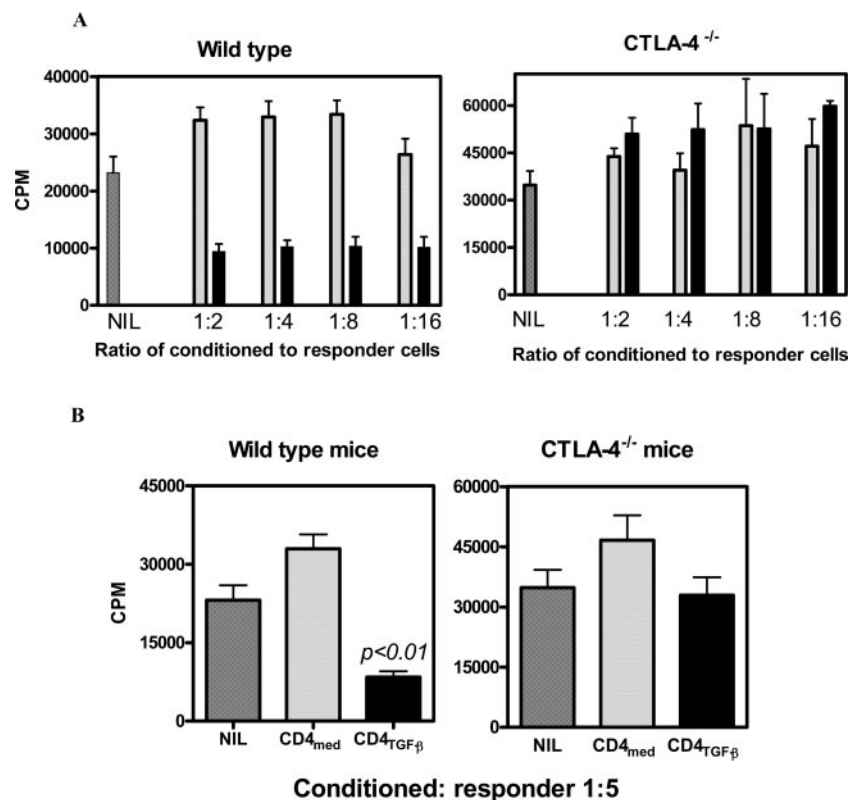 A
Wild type
CTLA-4 -/-
40000
30000
20000
10000
0
CPM
NIL 1:2 1:4 1:8 1:16
Ratio of conditioned to responder cells
60000
45000
30000
15000
0
NIL 1:2 1:4 1:8 1:16
Ratio of conditioned to responder cells
B
Wild type mice
CTLA-4-/- mice
45000
30000
15000
0
CPM
p<0.01
NIL CD4med CD4TGFβ
60000
45000
30000
15000
0
NIL CD4med CD4TGFβ
Conditioned: responder 1:5